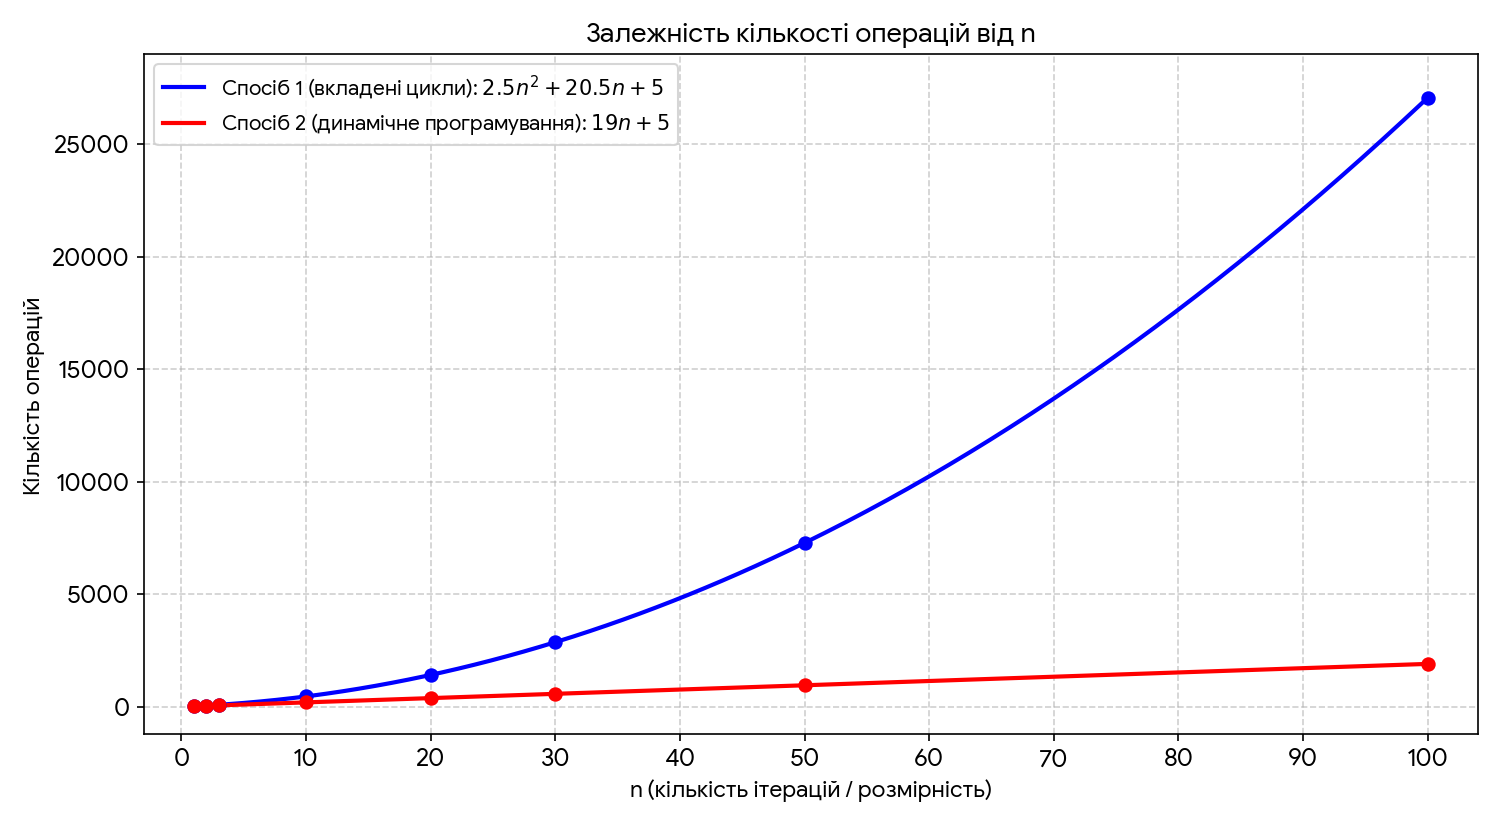 Залежність кількості операцій від n
Спосіб 1 (вкладені цикли): 2.5n² + 20.5n + 5
Спосіб 2 (динамічне програмування): 19n + 5
Кількість операцій
25000
20000
15000
10000
5000
0
0 10 20 30 40 50 60 70 80 90 100
n (кількість ітерацій / розмірність)